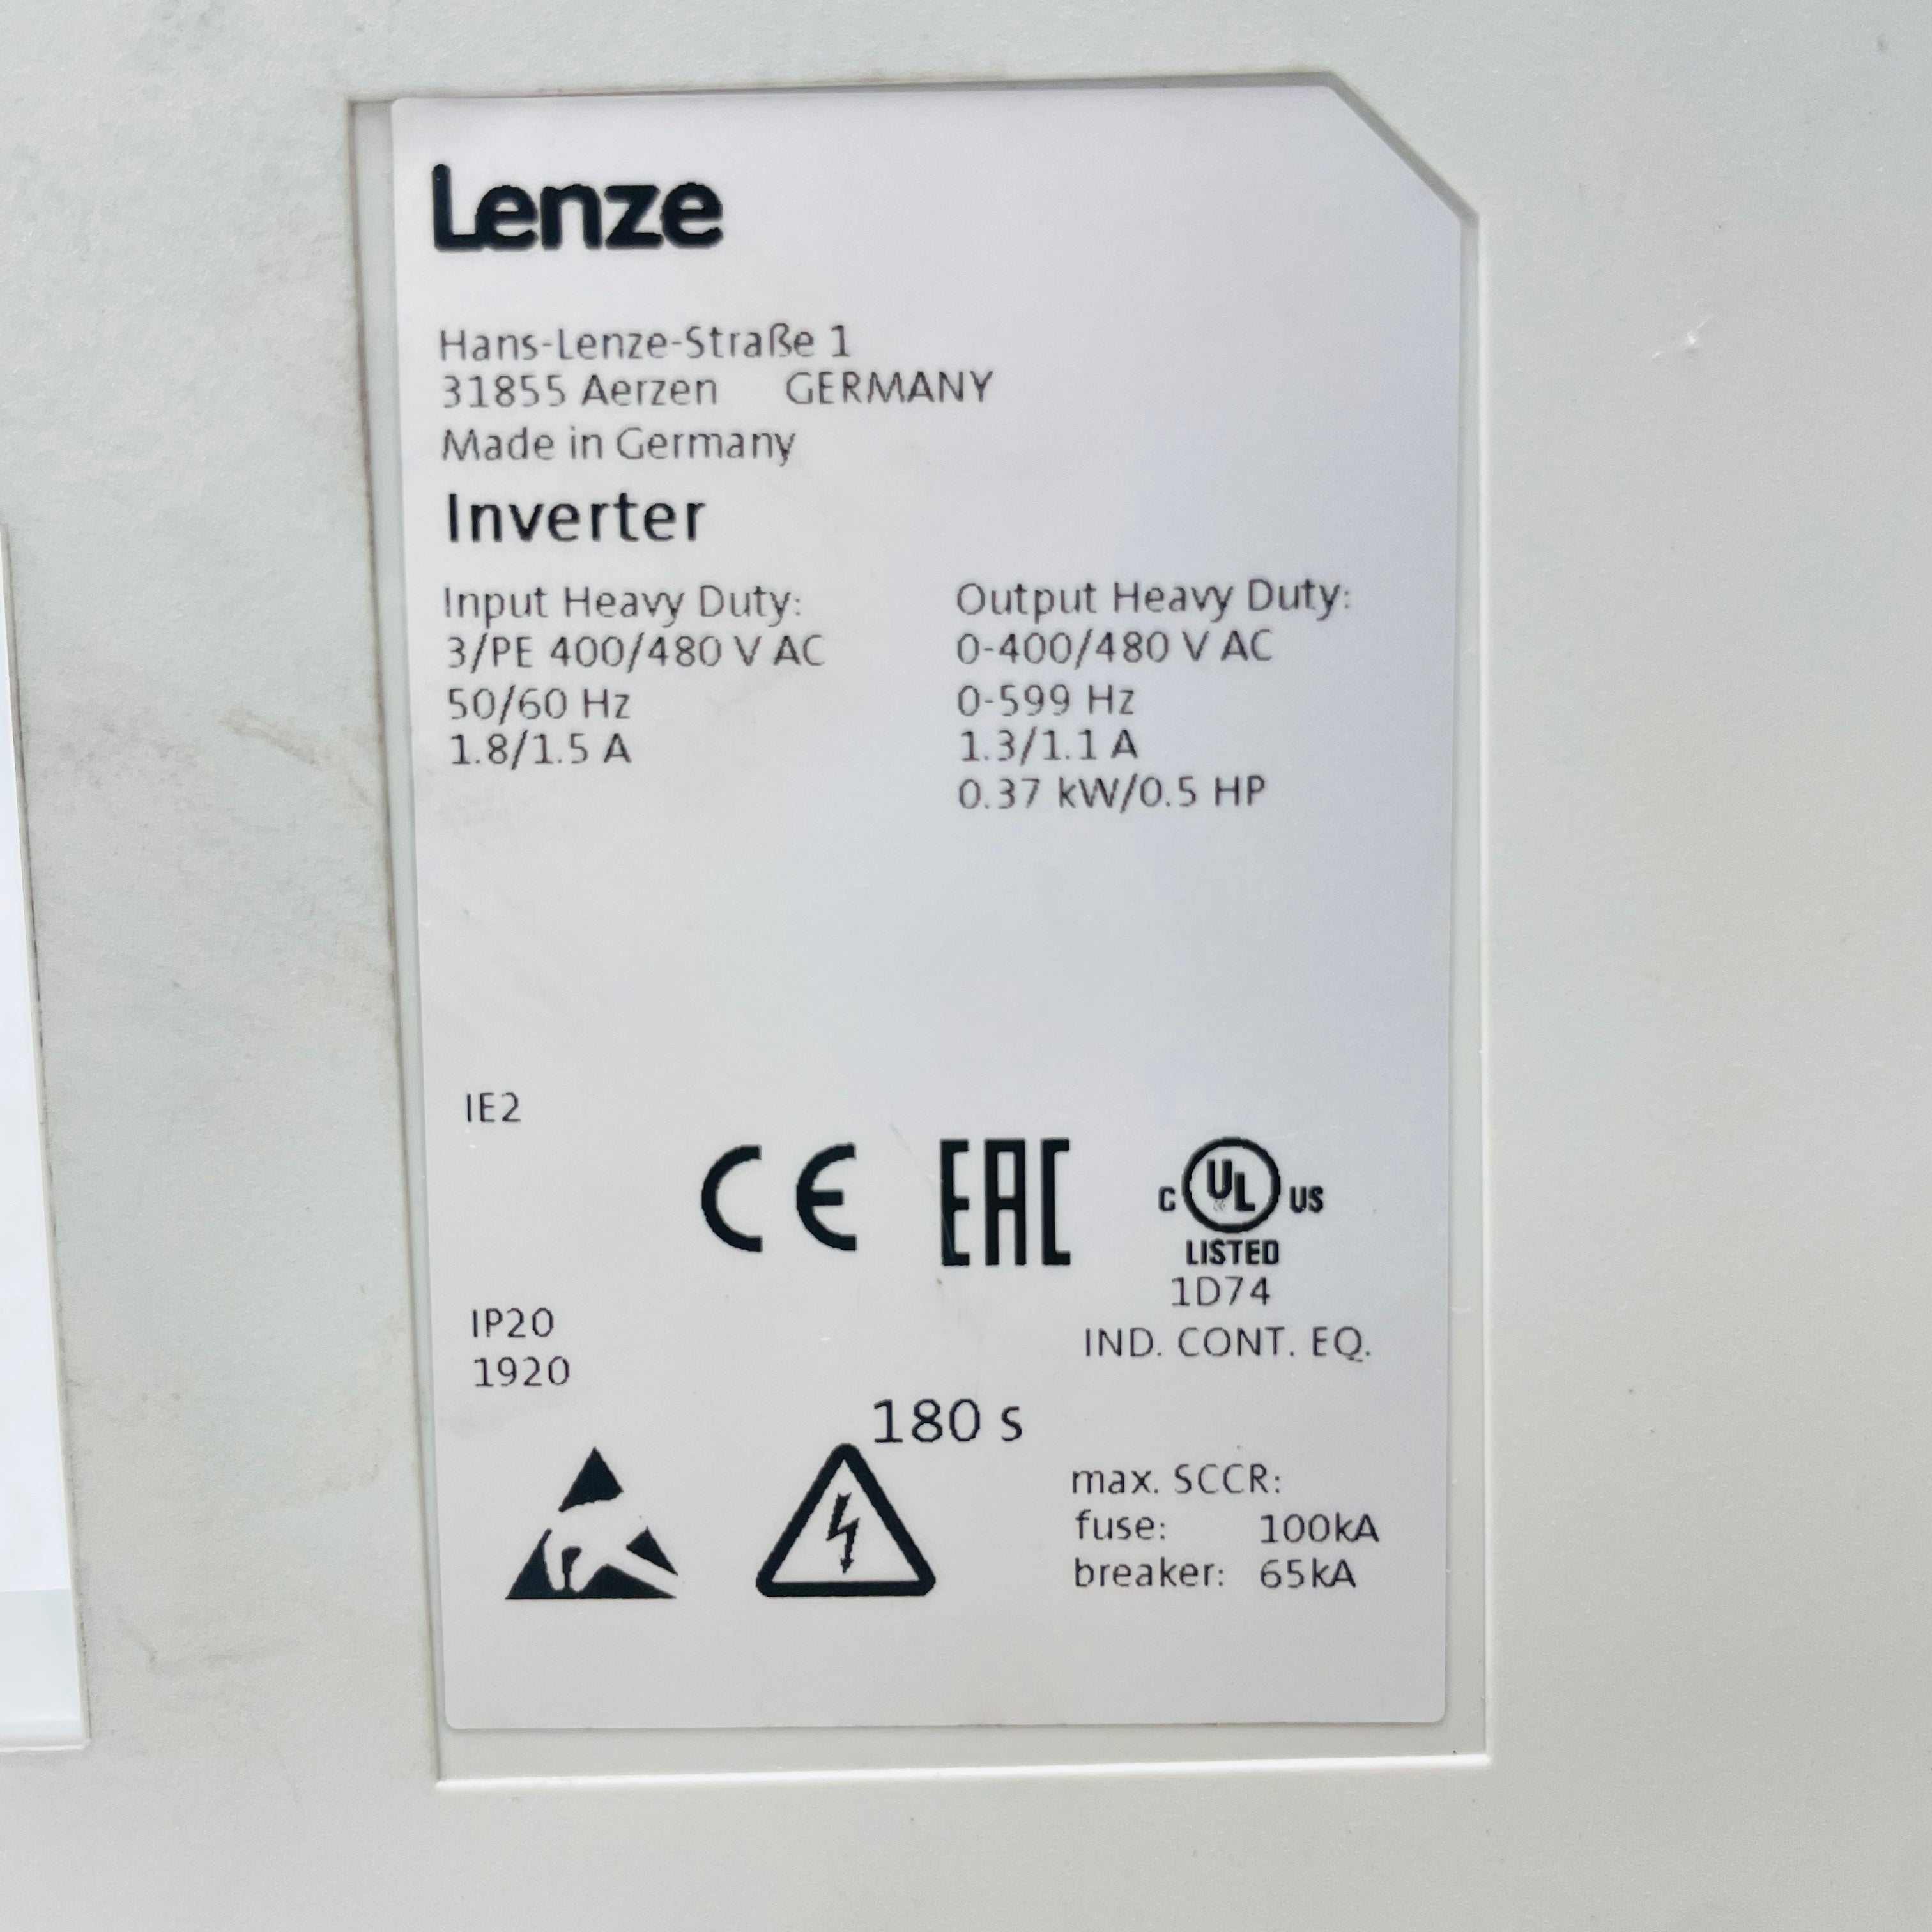 Lenze
Hans-Lenze-Straße 1
31855 Aerzen GERMANY
Made in Germany
Inverter
Input Heavy Duty:
3/PE 400/480 V AC
50/60 Hz
1.8/1.5 A
Output Heavy Duty:
0-400/480 V AC
0-599 Hz
1.3/1.1 A
0.37 kW/0.5 HP
IE2
CE EAC C UL US
LISTED
1D74
IND. CONT. EQ.
IP20
1920
180 s
max. SCCR:
fuse: 100kA
breaker: 65kA